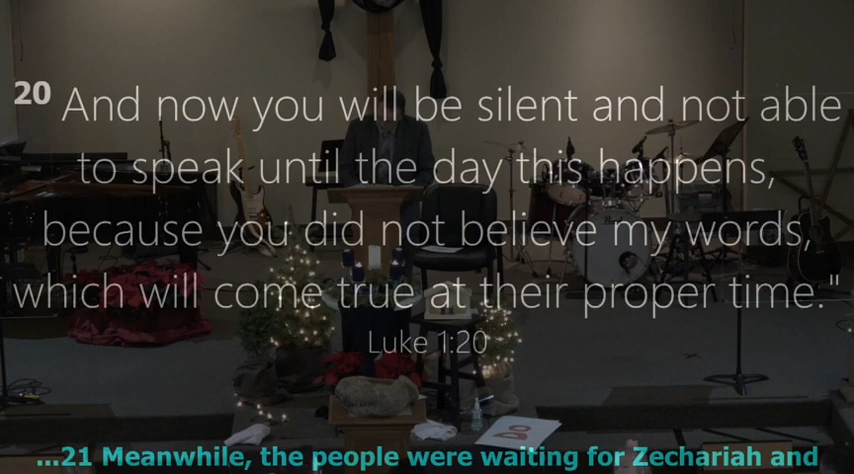 20 And now you will be silent and not able
to speak until the day this happens,
because you did not believe my words,
which will come true at their proper time."
Luke 1:20
DO
...21 Meanwhile, the people were waiting for Zechariah and